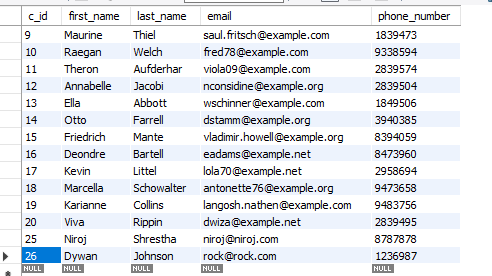 c_id first_name last_name email phone_number
9 Maurine Thiel saul.fritsch@example.com 1839473
10 Raegan Welch fred78@example.com 9338594
11 Theron Aufderhar viola09@example.com 2839574
12 Annabelle Jacobi nconsidine@example.org 2839504
13 Ella Abbott wschinner@example.com 1849506
14 Otto Farrell dstamm@example.org 3940385
15 Friedrich Mante vladimir.howell@example.org 8394059
16 Deondre Bartell eadams@example.net 8473960
17 Kevin Littel lola70@example.net 2958694
18 Marcella Schowalter antonette76@example.org 9473658
19 Karianne Collins langosh.nathen@example.com 9483756
20 Viva Rippin dwiza@example.net 2839495
25 Niroj Shrestha niroj@niroj.com 8787878
26 Dywan Johnson rock@rock.com 1236987
NULL NULL NULL NULL NULL